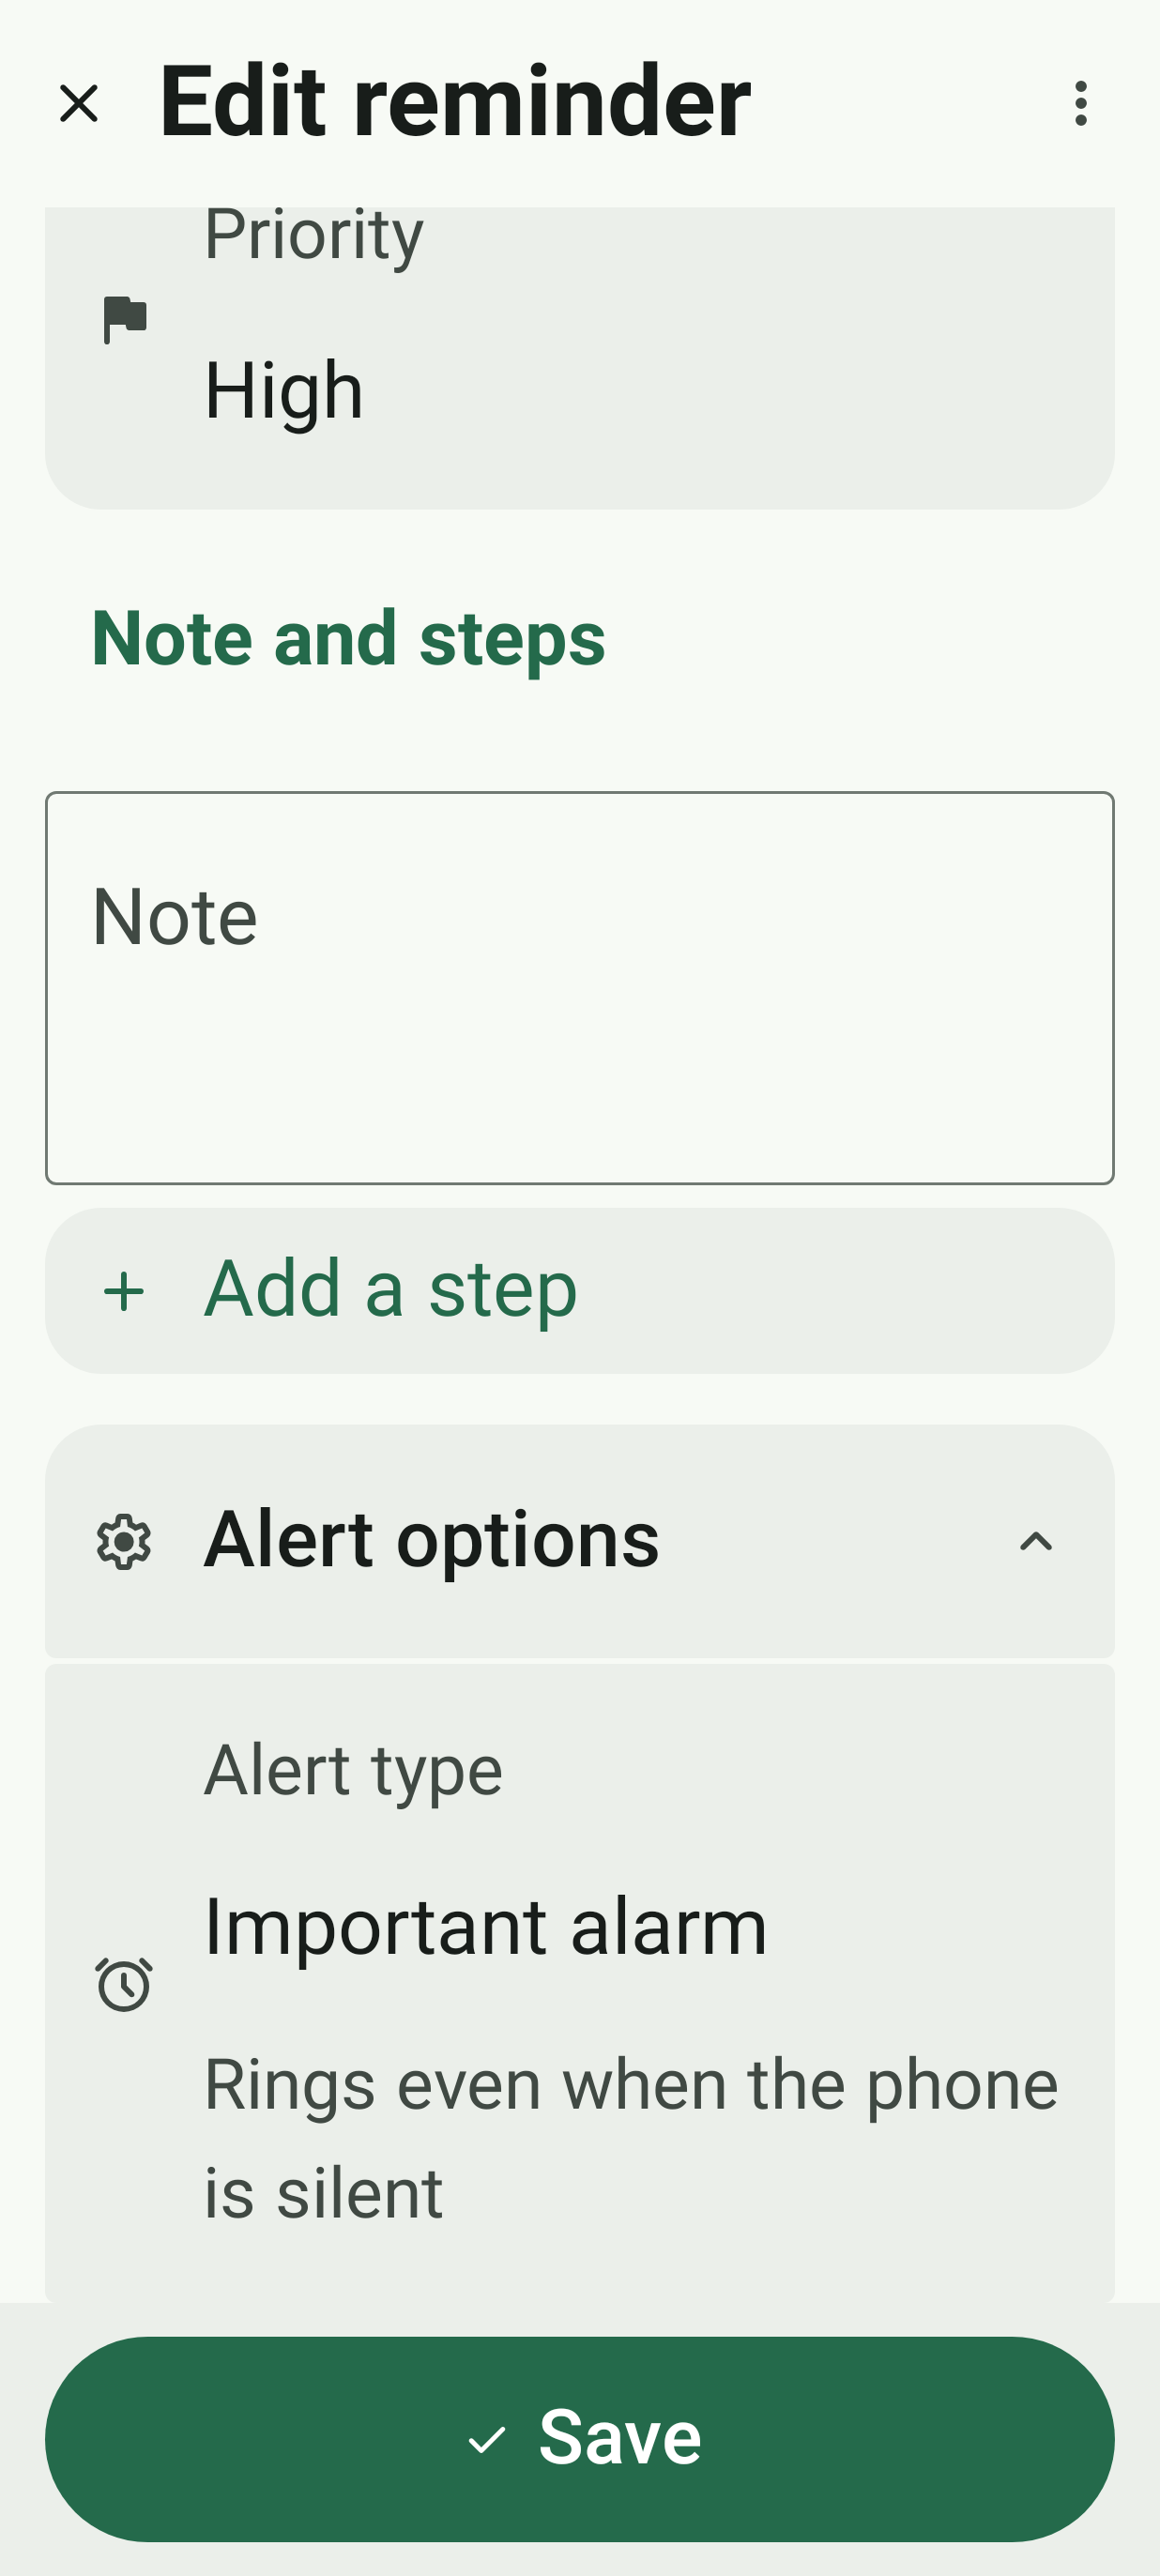 Edit reminder
Priority
High
Note and steps
Note
Add a step
Alert options
Alert type
Important alarm
Rings even when the phone
is silent
Save